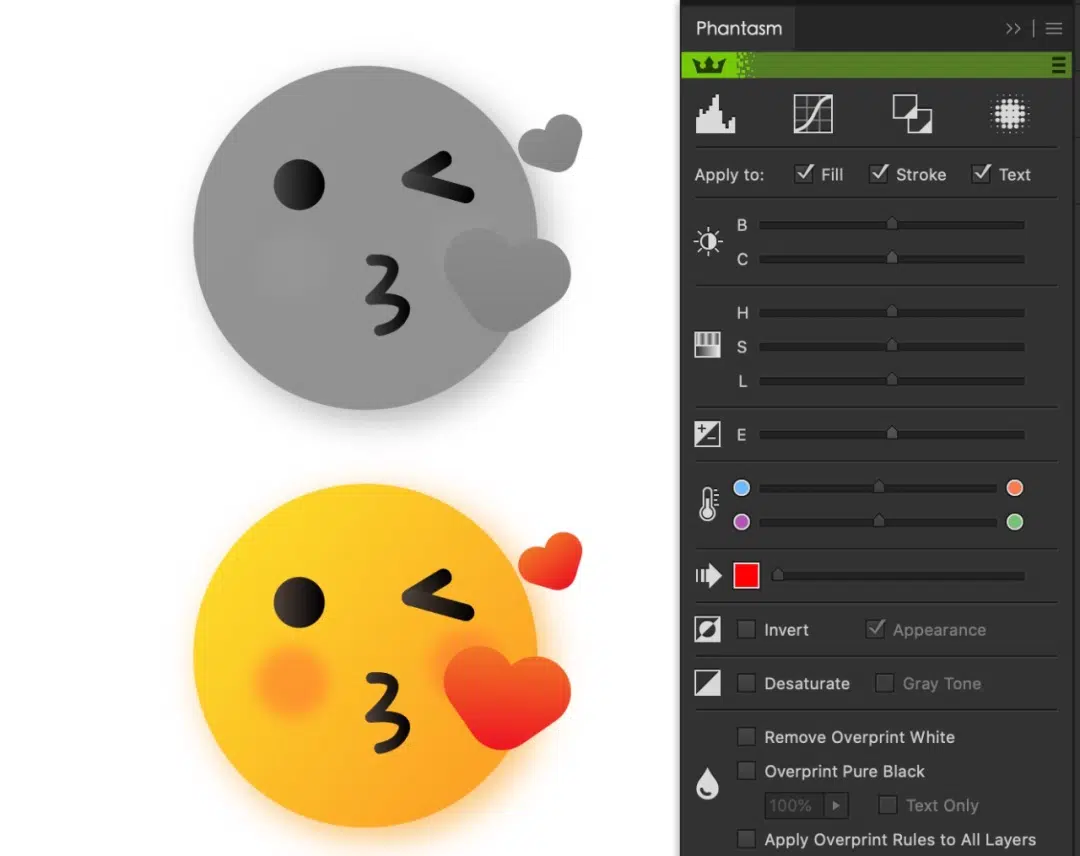 Phantasm
Apply to: Fill Stroke Text
B
C
H
S
L
E
Invert Appearance
Desaturate Gray Tone
Remove Overprint White
Overprint Pure Black
100% Text Only
Apply Overprint Rules to All Layers